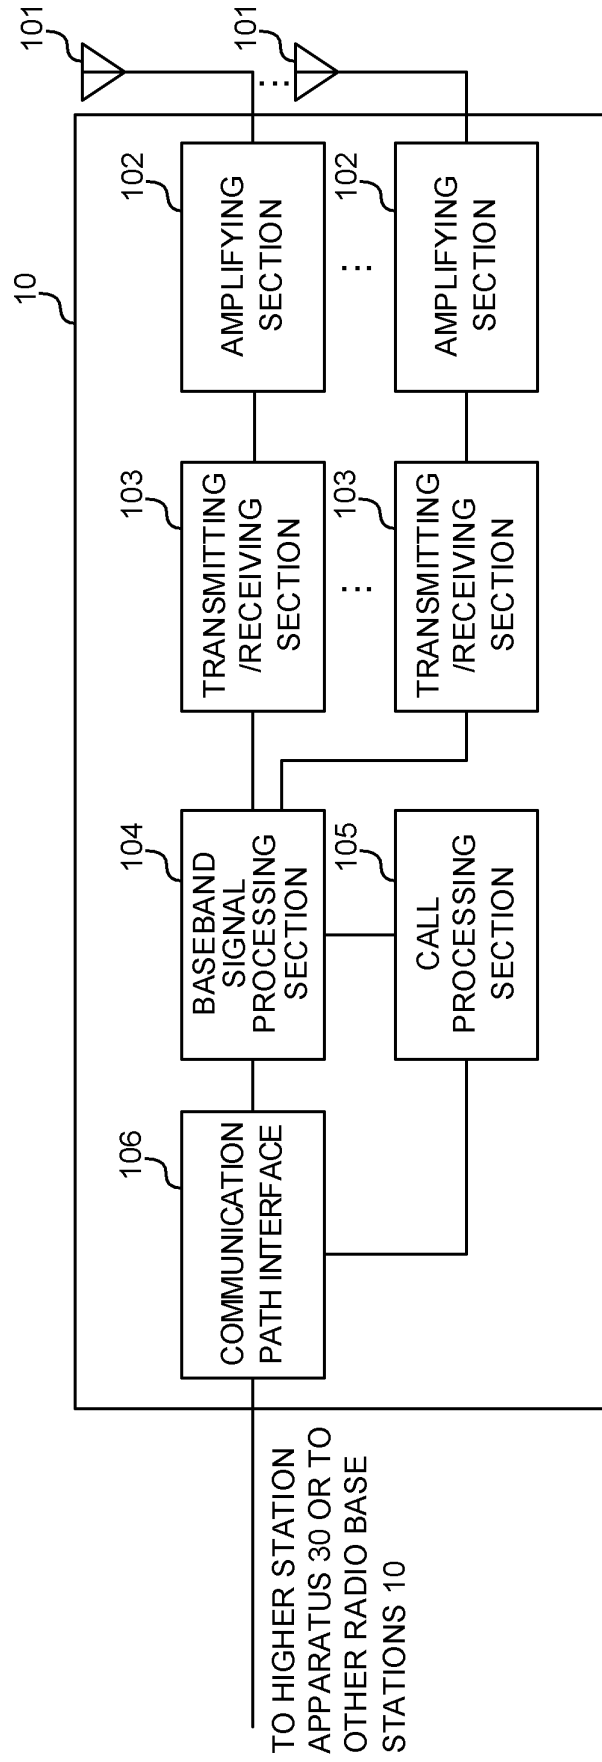 10
101
101
102
AMPLIFYING
SECTION
103
TRANSMITTING
/RECEIVING
SECTION
104
BASEBAND
SIGNAL
PROCESSING
SECTION
106
COMMUNICATION
PATH INTERFACE
...
...
...
102
AMPLIFYING
SECTION
103
TRANSMITTING
/RECEIVING
SECTION
105
CALL
PROCESSING
SECTION
TO HIGHER STATION
APPARATUS 30 OR TO
OTHER RADIO BASE
STATIONS 10